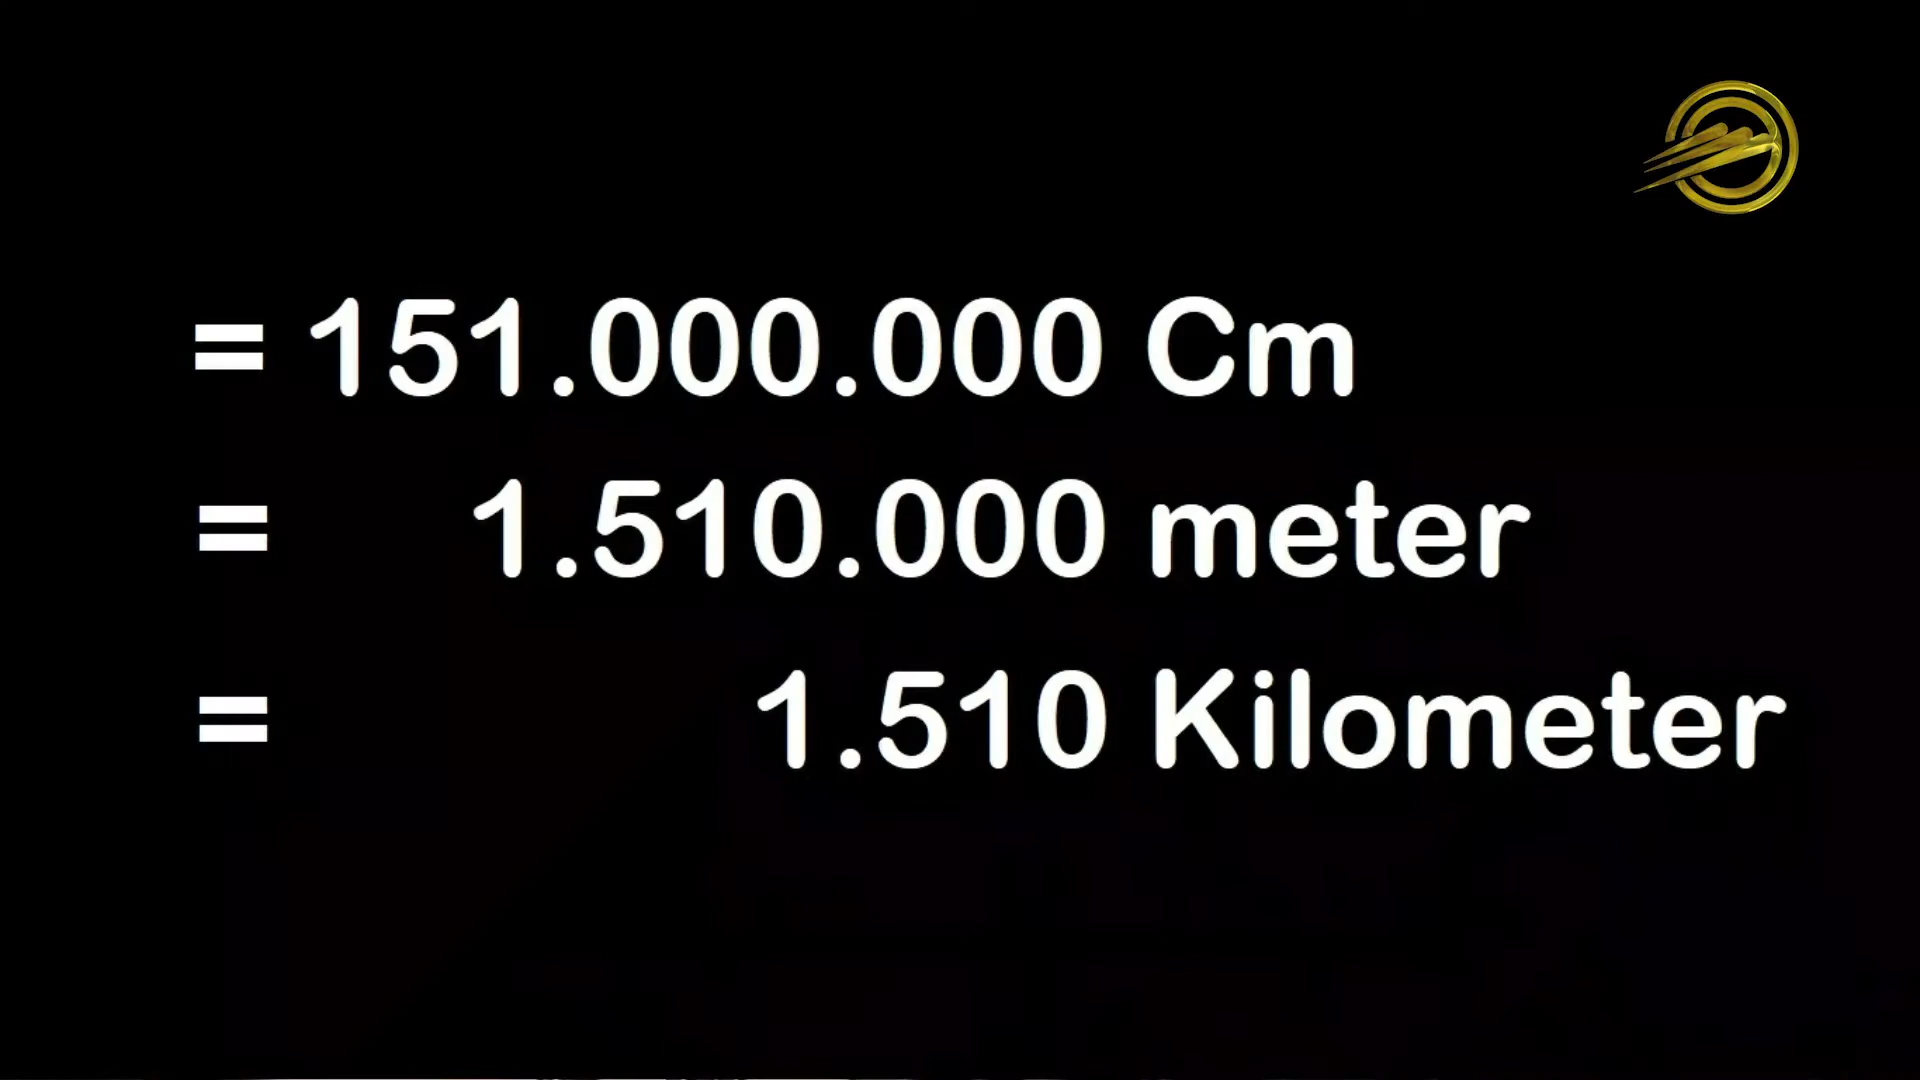 = 151.000.000 Cm
= 1.510.000 meter
= 1.510 Kilometer